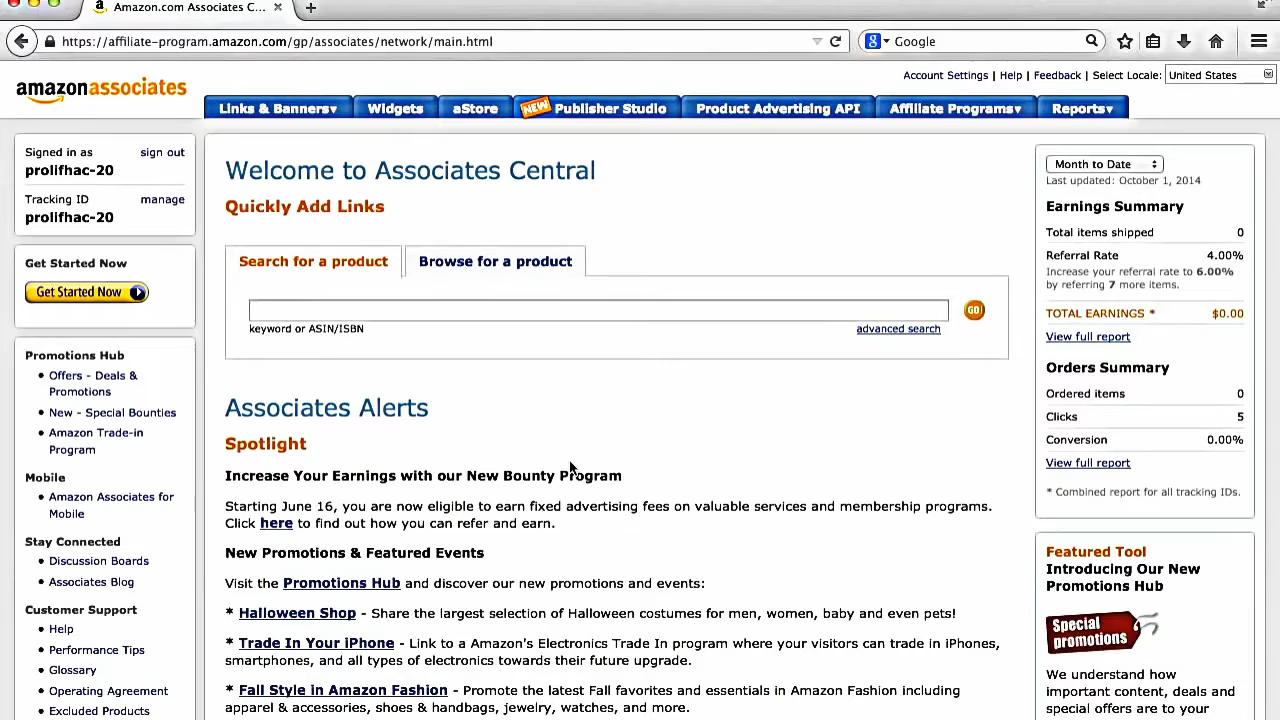 Amazon.com Associates C...
https://affiliate-program.amazon.com/gp/associates/network/main.html
Google
amazonassociates
Account Settings | Help | Feedback | Select Locale: United States
Links & Banners▾ Widgets aStore NEW Publisher Studio Product Advertising API Affiliate Programs▾ Reports▾
Signed in as sign out
prolifhac-20
Tracking ID manage
prolifhac-20
Get Started Now
Get Started Now
Promotions Hub
• Offers - Deals &
Promotions
• New - Special Bounties
• Amazon Trade-in
Program
Mobile
• Amazon Associates for
Mobile
Stay Connected
• Discussion Boards
• Associates Blog
Customer Support
• Help
• Performance Tips
• Glossary
• Operating Agreement
• Excluded Products
Welcome to Associates Central
Quickly Add Links
Search for a product Browse for a product
GO
keyword or ASIN/ISBN advanced search
Associates Alerts
Spotlight
Increase Your Earnings with our New Bounty Program
Starting June 16, you are now eligible to earn fixed advertising fees on valuable services and membership programs.
Click here to find out how you can refer and earn.
New Promotions & Featured Events
Visit the Promotions Hub and discover our new promotions and events:
* Halloween Shop - Share the largest selection of Halloween costumes for men, women, baby and even pets!
* Trade In Your iPhone - Link to a Amazon's Electronics Trade In program where your visitors can trade in iPhones,
smartphones, and all types of electronics towards their future upgrade.
* Fall Style in Amazon Fashion - Promote the latest Fall favorites and essentials in Amazon Fashion including
apparel & accessories, shoes & handbags, jewelry, watches, and more.
Month to Date
Last updated: October 1, 2014
Earnings Summary
Total items shipped 0
Referral Rate 4.00%
Increase your referral rate to 6.00%
by referring 7 more items.
TOTAL EARNINGS * $0.00
View full report
Orders Summary
Ordered items 0
Clicks 5
Conversion 0.00%
View full report
* Combined report for all tracking IDs.
Featured Tool
Introducing Our New
Promotions Hub
Special
promotions
We understand how
important content, deals and
special offers are to your